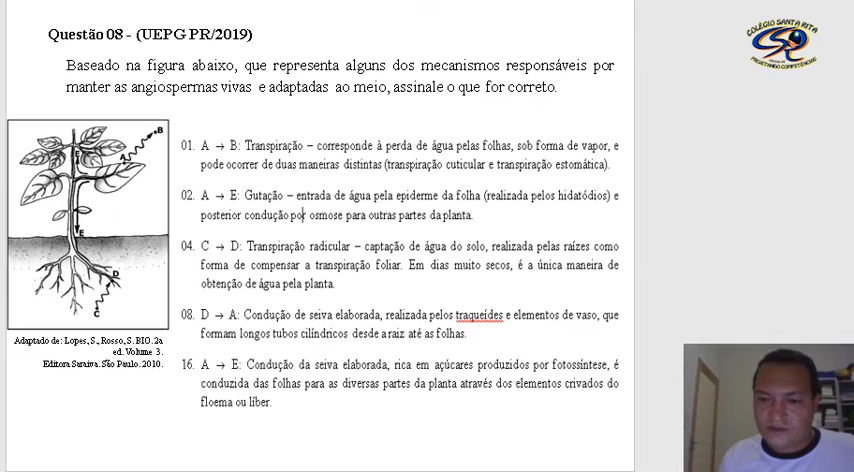 Questão 08 - (UEPG PR/2019)
Baseado na figura abaixo, que representa alguns dos mecanismos responsáveis por
manter as angiospermas vivas e adaptadas ao meio, assinale o que for correto.
COLÉGIO SANTA RITA
PROJETANDO COMPETÊNCIAS
B
E
A
E
D
C
Adaptado de: Lopes, S., Rosso, S. BIO. 2a
ed. Volume 3.
Editora Saraiva. São Paulo. 2010.
01. A → B: Transpiração – corresponde à perda de água pelas folhas, sob forma de vapor, e
pode ocorrer de duas maneiras distintas (transpiração cuticular e transpiração estomática).
02. A → E: Gutação – entrada de água pela epiderme da folha (realizada pelos hidatódios) e
posterior condução por osmose para outras partes da planta.
04. C → D: Transpiração radicular – captação de água do solo, realizada pelas raízes como
forma de compensar a transpiração foliar. Em dias muito secos, é a única maneira de
obtenção de água pela planta.
08. D → A: Condução de seiva elaborada, realizada pelos traqueídes e elementos de vaso, que
formam longos tubos cilíndricos desde a raiz até as folhas.
16. A → E: Condução da seiva elaborada, rica em açúcares produzidos por fotossíntese, é
conduzida das folhas para as diversas partes da planta através dos elementos crivados do
floema ou líber.